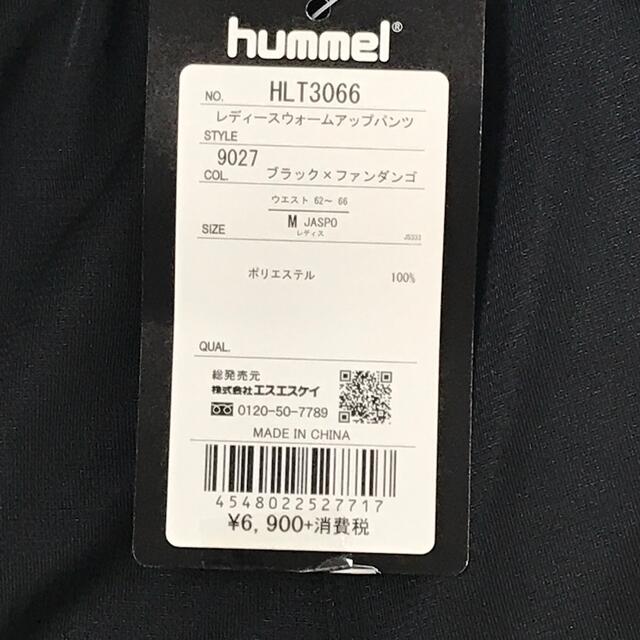 hummel®
NO. HLT3066
レディースウォームアップパンツ
STYLE
9027
COL. ブラック×ファンダンゴ
ウエスト 62～ 66
SIZE M JASPO
レディス JS333
ポリエステル 100%
QUAL.
総発売元
株式会社エスエスケイ
0120-50-7789
MADE IN CHINA
4548022527717
¥6,900+消費税